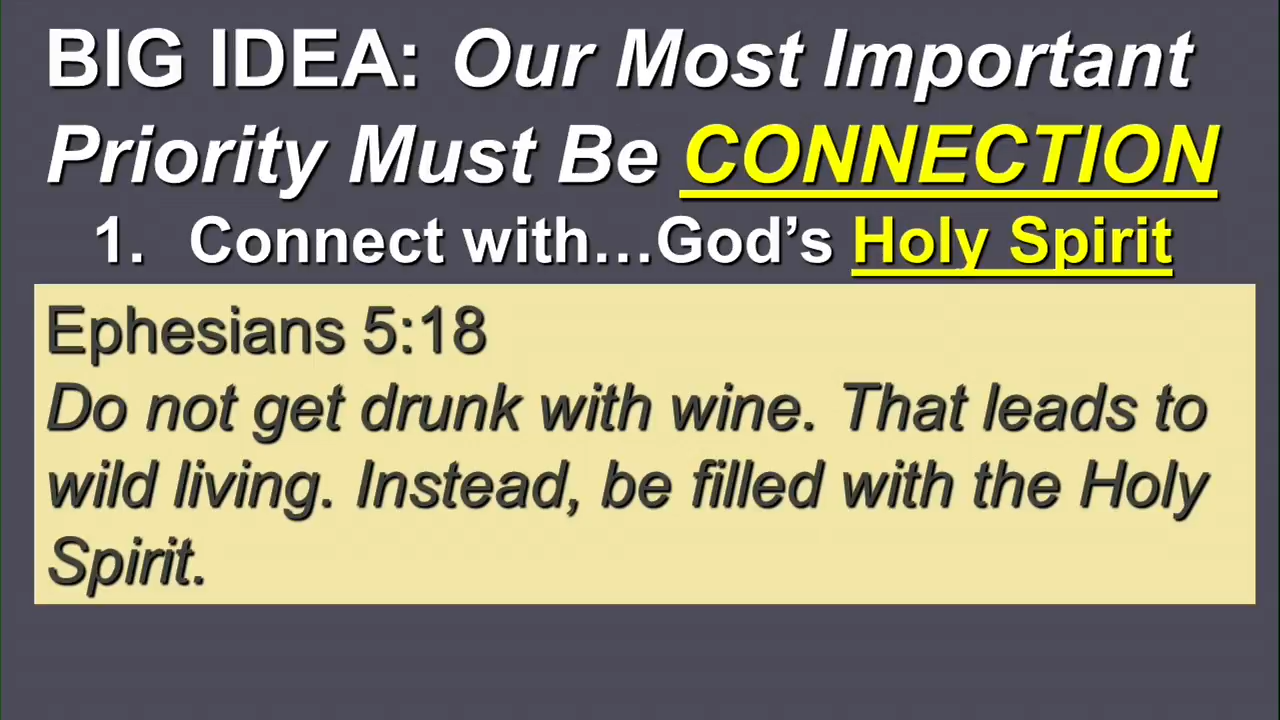 BIG IDEA: Our Most Important
Priority Must Be CONNECTION
1. Connect with…God’s Holy Spirit
Ephesians 5:18
Do not get drunk with wine. That leads to
wild living. Instead, be filled with the Holy
Spirit.